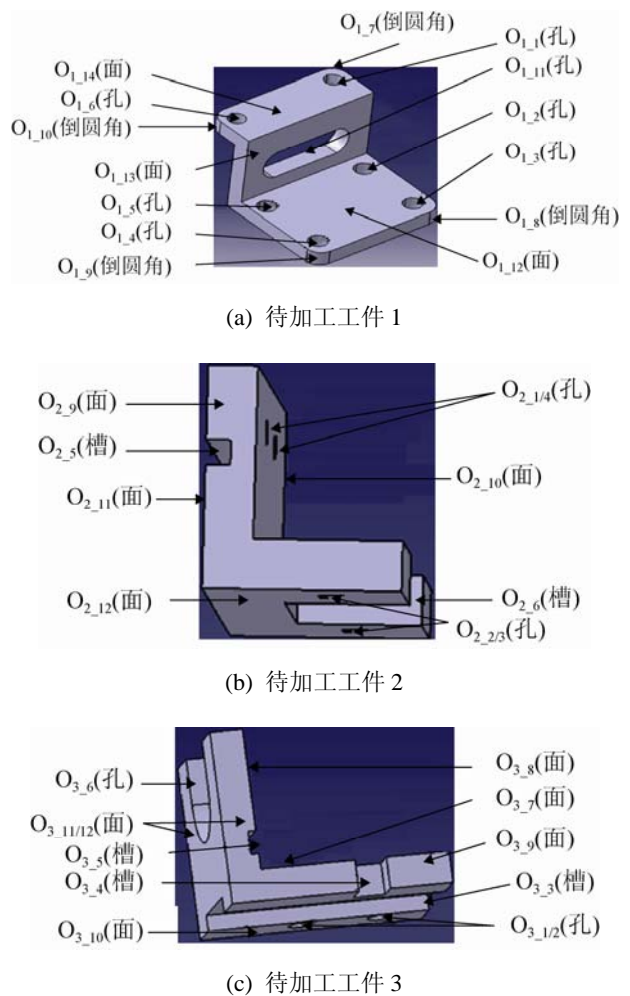 O1_7(倒圆角)
O1_1(孔)
O1_14(面)
O1_11(孔)
O1_6(孔)
O1_2(孔)
O1_10(倒圆角)
O1_3(孔)
O1_13(面)
O1_5(孔)
O1_8(倒圆角)
O1_4(孔)
O1_9(倒圆角)
O1_12(面)
(a) 待加工工件 1
O2_9(面)
O2_1/4(孔)
O2_5(槽)
O2_11(面)
O2_10(面)
O2_12(面)
O2_6(槽)
O2_2/3(孔)
(b) 待加工工件 2
O3_8(面)
O3_6(孔)
O3_7(面)
O3_11/12(面)
O3_9(面)
O3_5(槽)
O3_4(槽)
O3_3(槽)
O3_10(面)
O3_1/2(孔)
(c) 待加工工件 3